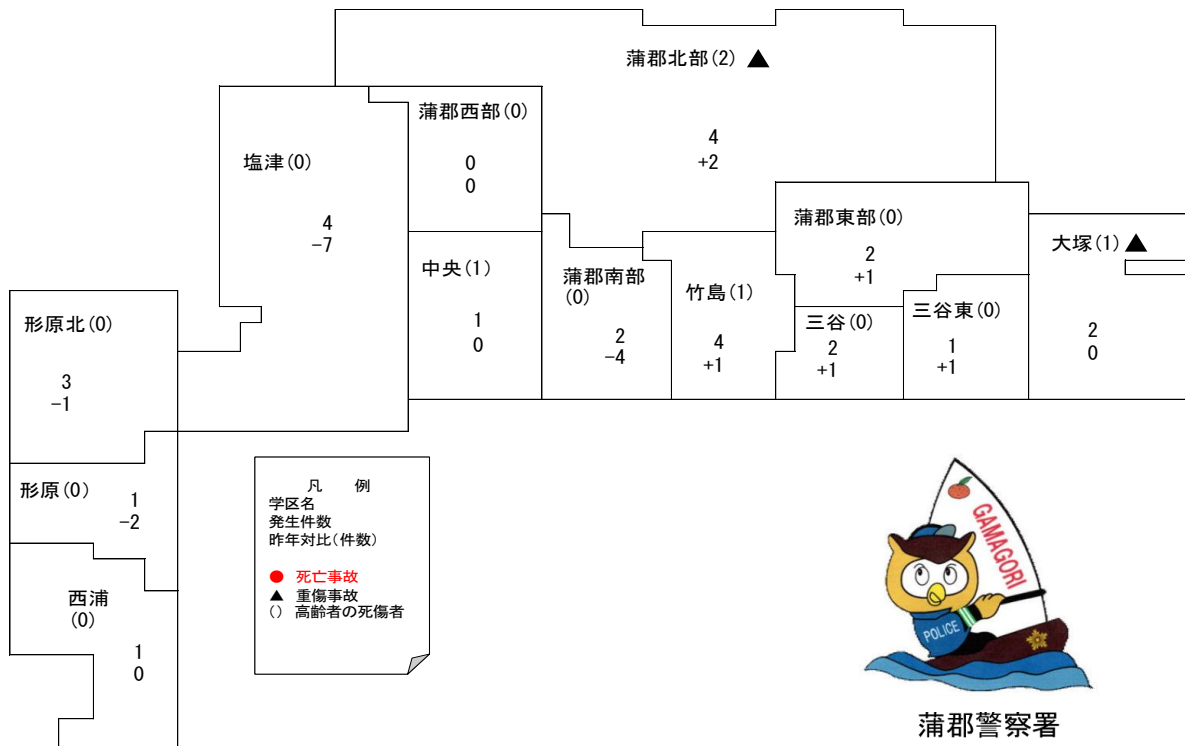 蒲郡北部(2) ▲
4
+2
蒲郡西部(0)
0
0
塩津(0)
4
-7
蒲郡東部(0)
2
+1
大塚(1) ▲
2
0
中央(1)
1
0
蒲郡南部
(0)
2
-4
竹島(1)
4
+1
三谷(0)
2
+1
三谷東(0)
1
+1
形原北(0)
3
-1
形原(0)
1
-2
西浦
(0)
1
0
凡 例
学区名
発生件数
昨年対比(件数)
● 死亡事故
▲ 重傷事故
() 高齢者の死傷者
GAMAGORI
POLICE
蒲郡警察署